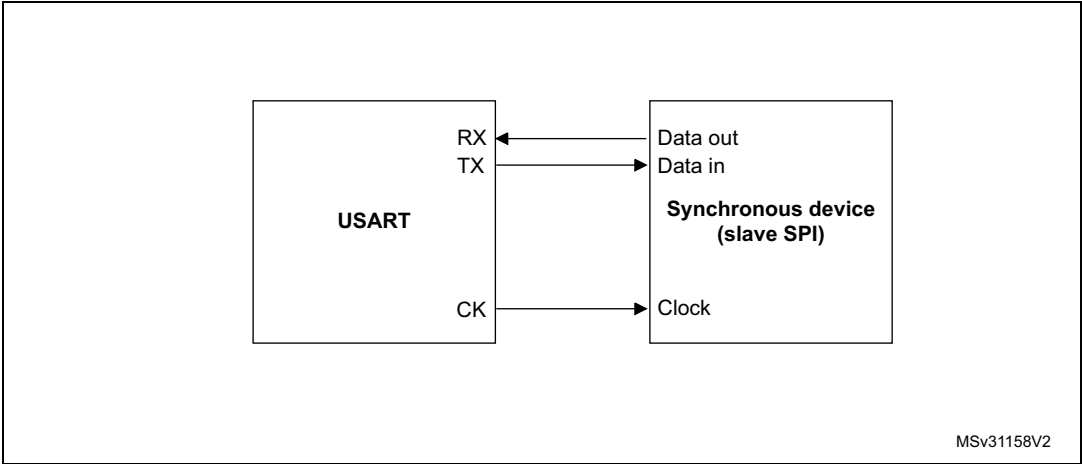 RX
TX
USART
CK
Data out
Data in
Synchronous device
(slave SPI)
Clock
MSv31158V2